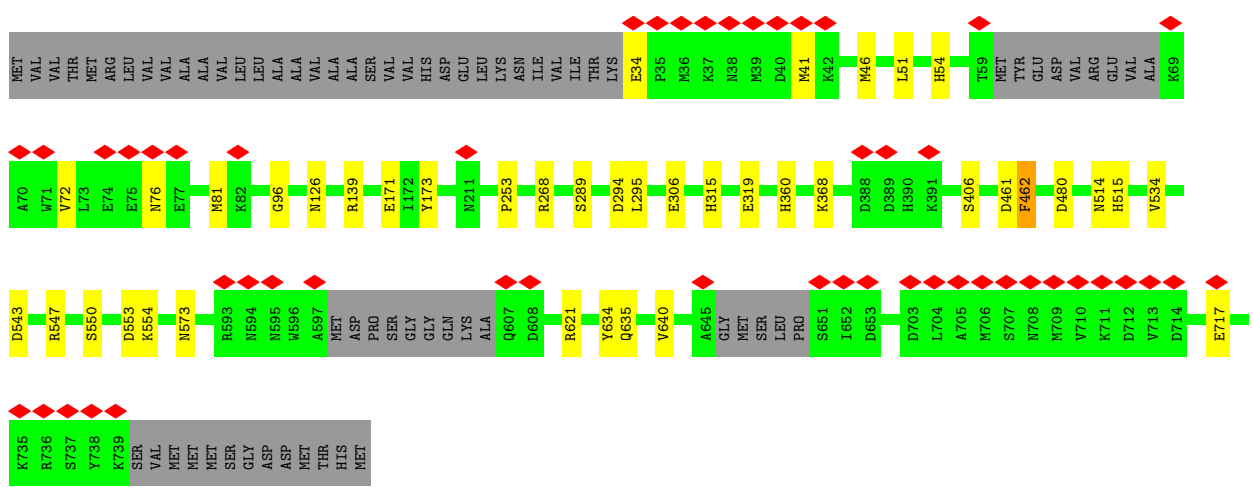 MET VAL VAL THR MET ARG LEU VAL VAL ALA ALA VAL LEU LEU ALA ALA VAL ALA ALA SER VAL VAL HIS ASP GLU LEU LYS ASN ILE VAL ILE THR LYS E34 P35 M36 K37 N38 M39 D40 M41 K42 M46 L51 H54 T59 MET TYR GLU ASP VAL ARG GLU VAL ALA K69
A70 W71 V72 L73 E74 E75 N76 E77 M81 K82 G96 N126 R139 E171 I172 Y173 N211 P253 R268 S289 D294 L295 E306 H315 E319 H360 K368 D388 D389 H390 K391 S406 D461 F462 D480 N514 H515 V534
D543 R547 S550 D553 K554 N573 R593 N594 N595 W596 A597 MET ASP PRO SER GLY GLY GLN LYS ALA Q607 D608 R621 Y634 Q635 V640 A645 GLY MET SER LEU PRO S651 I652 D653 D703 L704 A705 M706 S707 N708 M709 V710 K711 D712 V713 D714 E717
K735 R736 S737 Y738 K739 SER VAL MET MET MET SER GLY ASP ASP MET THR HIS MET